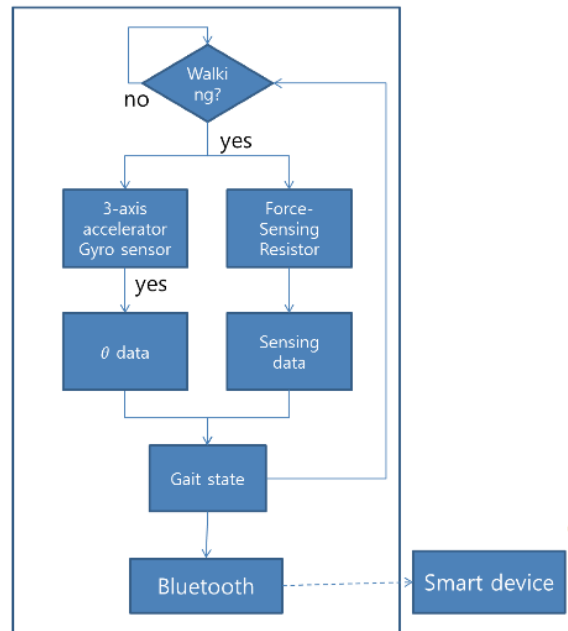 Walki
ng?
no
yes
3-axis
accelerator
Gyro sensor
Force-
Sensing
Resistor
yes
θ data
Sensing
data
Gait state
Bluetooth
Smart device